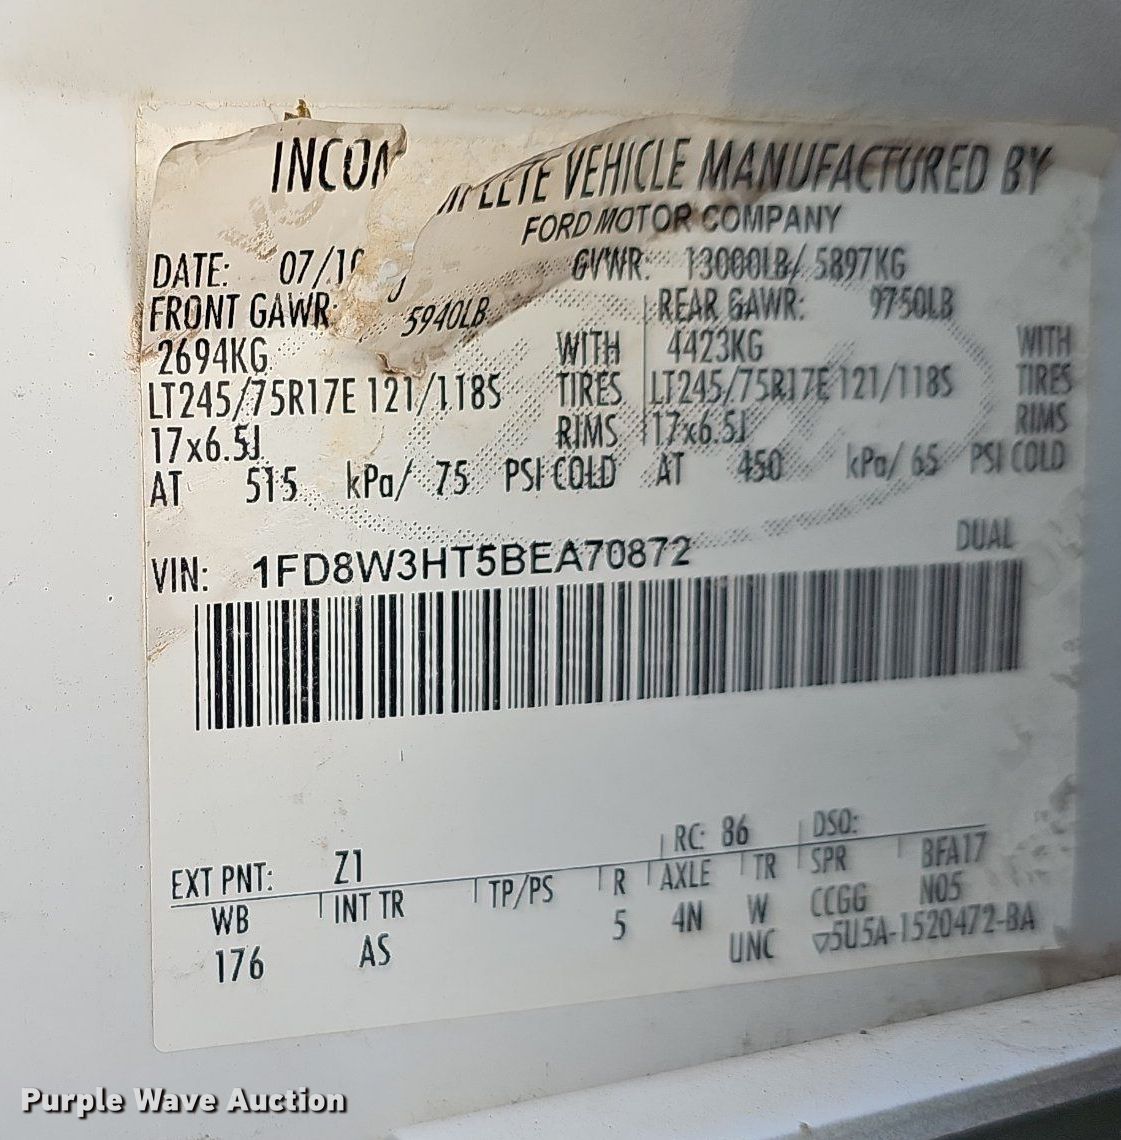 INCOMPLETE VEHICLE MANUFACTURED BY
FORD MOTOR COMPANY
DATE: 07/10 GVWR: 13000LB/ 5897KG
FRONT GAWR: 5940LB REAR GAWR: 9750LB
2694KG WITH 4423KG WITH
LT245/75R17E 121/118S TIRES LT245/75R17E 121/118S TIRES
17x6.5J RIMS 17x6.5J RIMS
AT 515 kPa/ 75 PSI COLD AT 450 kPa/ 65 PSI COLD
VIN: 1FD8W3HT5BEA70872 DUAL
EXT PNT: Z1 RC: 86 DSO:
WB INT TR TP/PS R AXLE TR SPR BFA17
176 AS 5 4N W CCGG N05
UNC ▽5U5A-1520472-BA
Purple Wave Auction